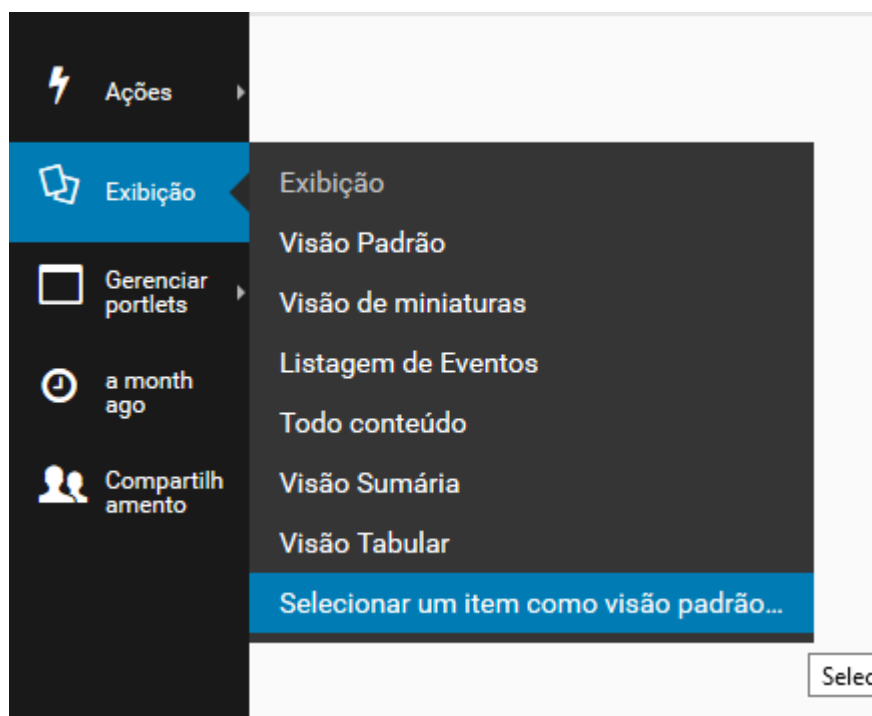 Ações
Exibição
Gerenciar
portlets
a month
ago
Compartilh
amento
Exibição
Visão Padrão
Visão de miniaturas
Listagem de Eventos
Todo conteúdo
Visão Sumária
Visão Tabular
Selecionar um item como visão padrão...
Selec